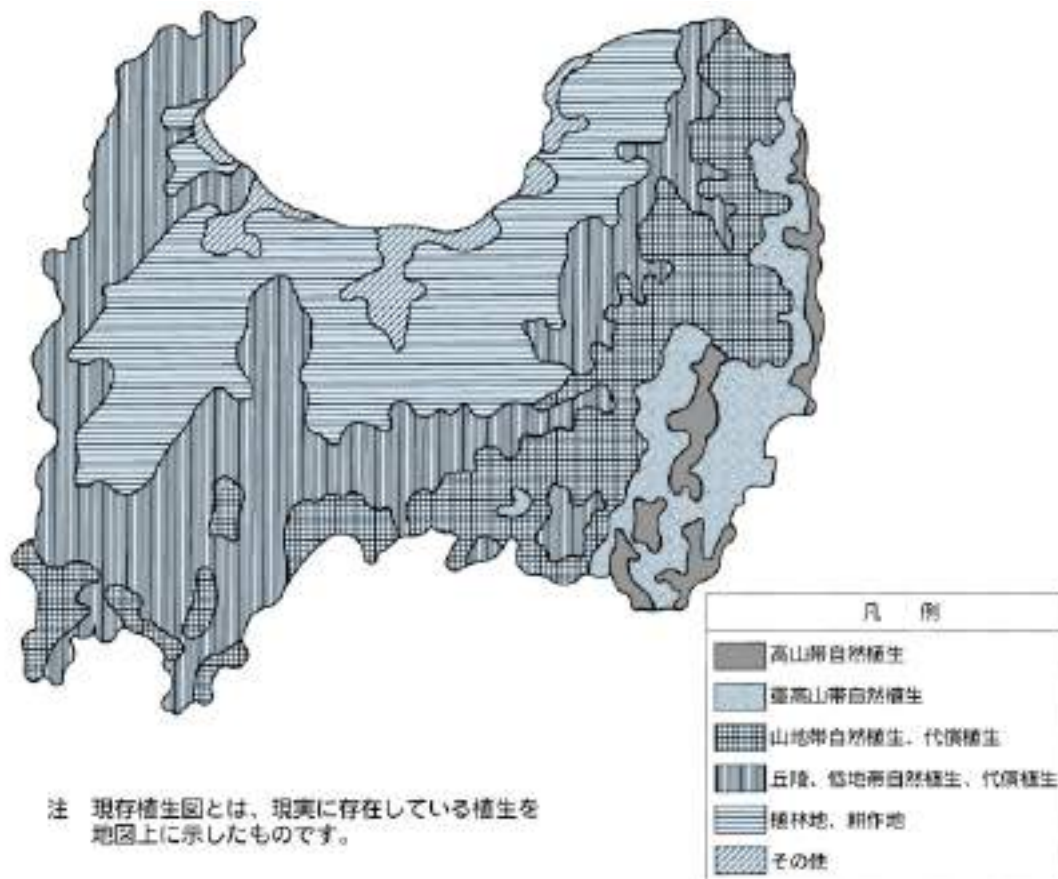 凡 例
高山帯自然植生
亜高山帯自然植生
山地帯自然植生、代償植生
丘陵、低地帯自然植生、代償植生
植林地、耕作地
その他
注 現存植生図とは、現実に存在している植生を
地図上に示したものです。